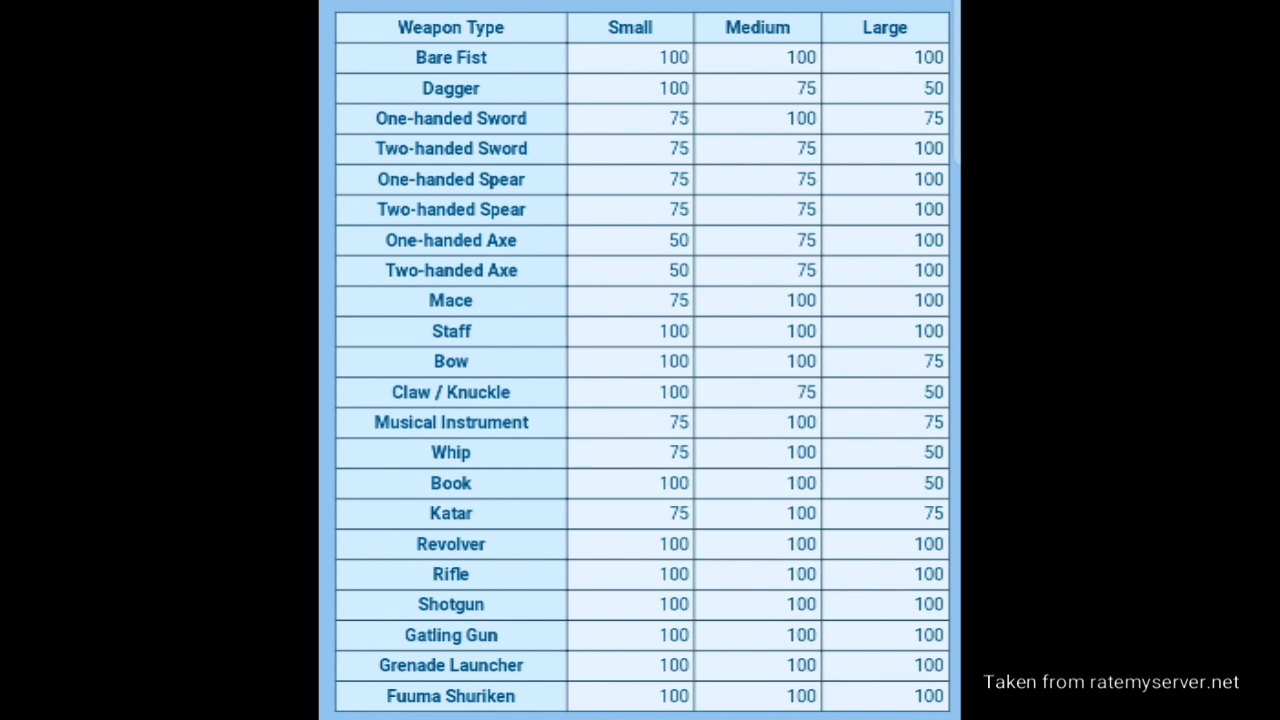 Weapon Type Small Medium Large
Bare Fist 100 100 100
Dagger 100 75 50
One-handed Sword 75 100 75
Two-handed Sword 75 75 100
One-handed Spear 75 75 100
Two-handed Spear 75 75 100
One-handed Axe 50 75 100
Two-handed Axe 50 75 100
Mace 75 100 100
Staff 100 100 100
Bow 100 100 75
Claw / Knuckle 100 75 50
Musical Instrument 75 100 75
Whip 75 100 50
Book 100 100 50
Katar 75 100 75
Revolver 100 100 100
Rifle 100 100 100
Shotgun 100 100 100
Gatling Gun 100 100 100
Grenade Launcher 100 100 100
Fuuma Shuriken 100 100 100
Taken from ratemyserver.net